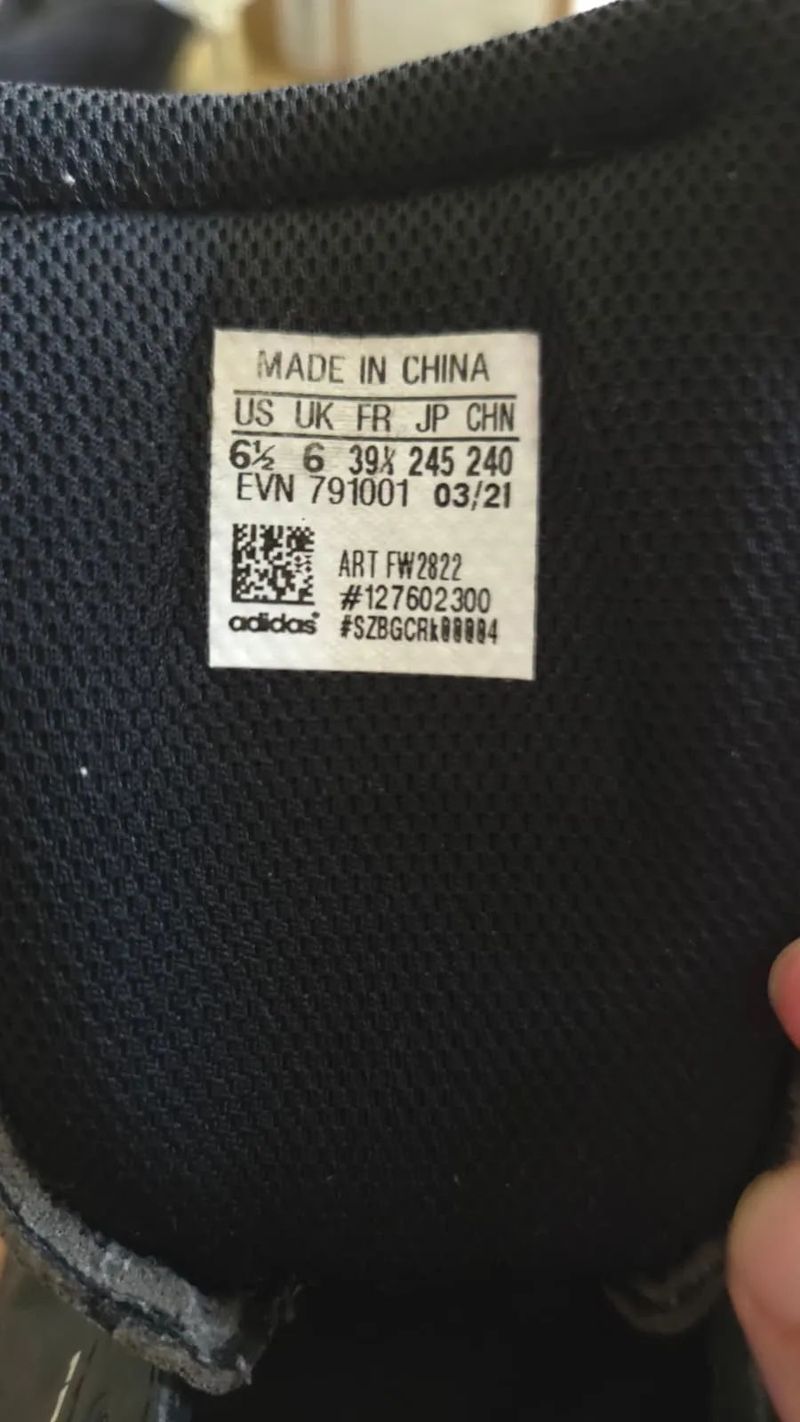 MADE IN CHINA
US UK FR JP CHN
6½ 6 39⅓ 245 240
EVN 791001 03/21
ART FW2822
#127602300
adidas